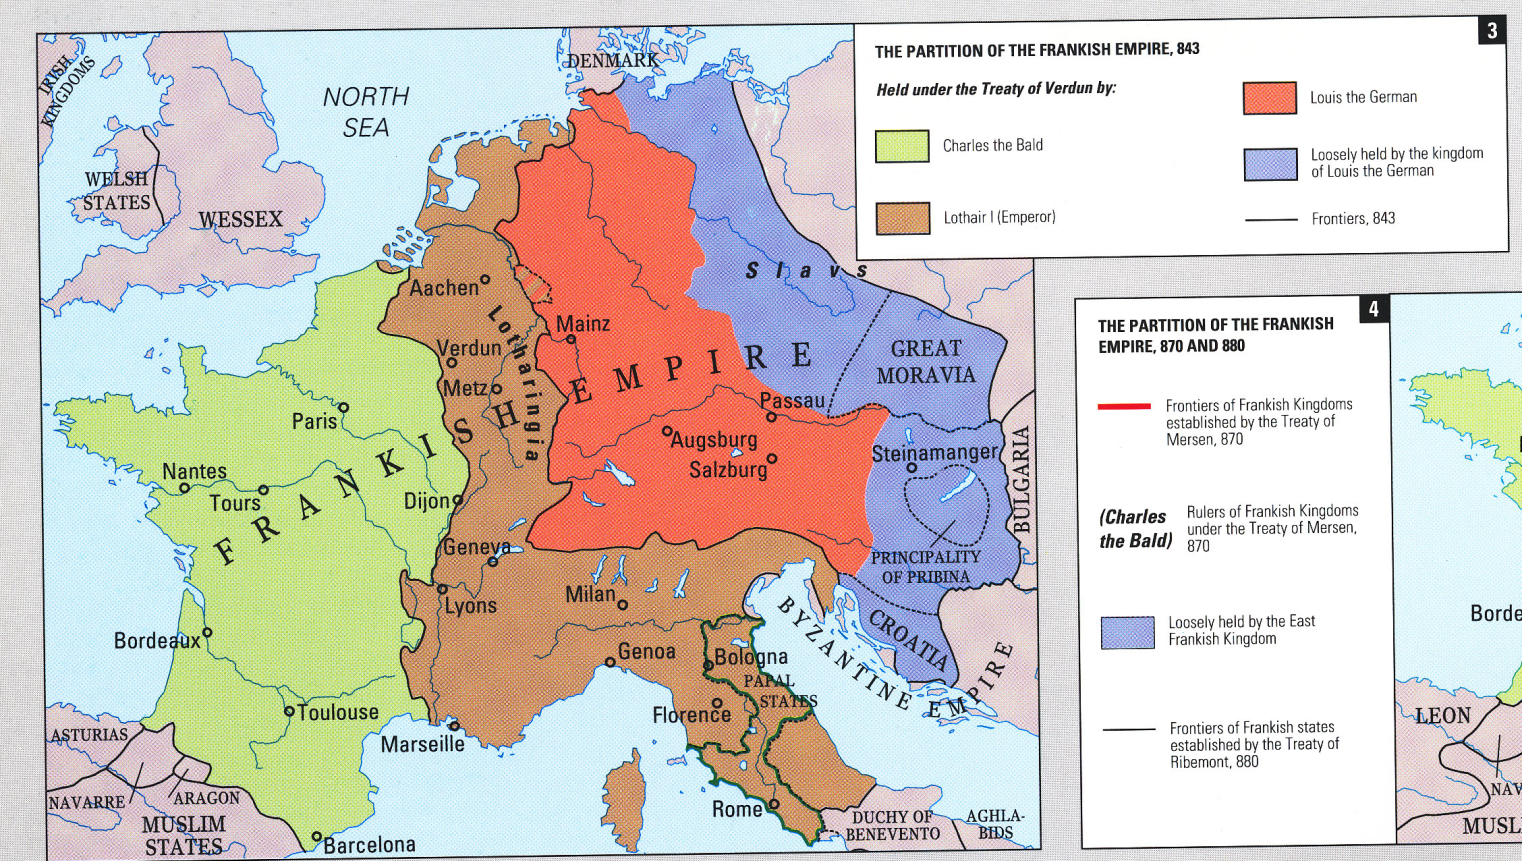 3
THE PARTITION OF THE FRANKISH EMPIRE, 843
Held under the Treaty of Verdun by:
Charles the Bald
Lothair I (Emperor)
Louis the German
Loosely held by the kingdom
of Louis the German
Frontiers, 843
IRISH
KINGDOMS
NORTH
SEA
DENMARK
WELSH
STATES
WESSEX
Slavs
Aachen
Lotharingia
Mainz
Verdun
Metz
FRANKISH EMPIRE
GREAT
MORAVIA
Paris
Passau
Augsburg
Salzburg
Steinamanger
BULGARIA
Nantes
Tours
Dijon
Geneva
PRINCIPALITY
OF PRIBINA
Lyons
Milan
CROATIA
BYZANTINE EMPIRE
Bordeaux
Genoa
Bologna
PAPAL
STATES
Toulouse
Florence
Marseille
ASTURIAS
NAVARRE
ARAGON
MUSLIM
STATES
Barcelona
Rome
DUCHY OF
BENEVENTO
AGHLA-
BIDS
4
THE PARTITION OF THE FRANKISH
EMPIRE, 870 AND 880
Frontiers of Frankish Kingdoms
established by the Treaty of
Mersen, 870
(Charles
the Bald)
Rulers of Frankish Kingdoms
under the Treaty of Mersen,
870
Loosely held by the East
Frankish Kingdom
Frontiers of Frankish states
established by the Treaty of
Ribemont, 880
Borde
LEON
NAV
MUSL